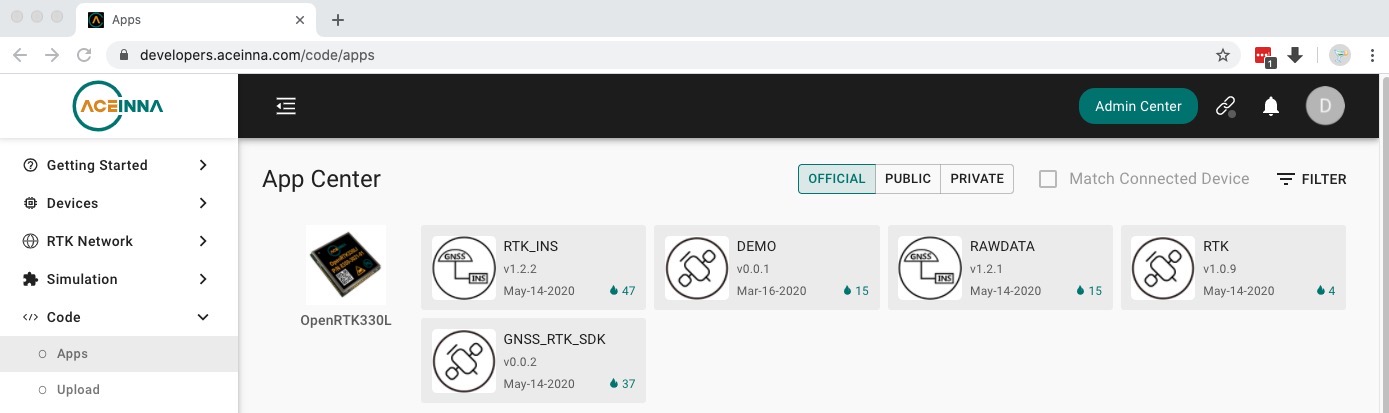 Apps
developers.aceinna.com/code/apps
1
ACEINNA
Admin Center
D
Getting Started
Devices
RTK Network
Simulation
Code
Apps
Upload
App Center
OFFICIAL PUBLIC PRIVATE
Match Connected Device
FILTER
OpenRTK330L
RTK_INS
v1.2.2
May-14-2020 47
GNSS
INS
DEMO
v0.0.1
Mar-16-2020 15
RAWDATA
v1.2.1
May-14-2020 15
GNSS
INS
RTK
v1.0.9
May-14-2020 4
GNSS_RTK_SDK
v0.0.2
May-14-2020 37